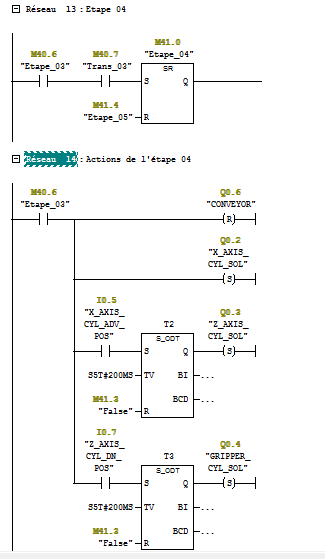 Réseau 13 : Etape 04
M41.0
M40.6 M40.7 "Etape_04"
"Etape_03" "Trans_03" SR
S Q
M41.4
"Etape_05" R
Réseau 14 : Actions de l'étape 04
M40.6 Q0.6
"Etape_03" "CONVEYOR"
(R)
Q0.2
"X_AXIS_
CYL_SOL"
(S)
I0.5 Q0.3
"X_AXIS_ "Z_AXIS_
CYL_ADV_ T2 CYL_SOL"
POS" S_ODT
S Q (S)
S5T#200MS TV BI ...
M41.3 BCD ...
"False" R
I0.7 Q0.4
"Z_AXIS_ "GRIPPER_
CYL_DN_ T3 CYL_SOL"
POS" S_ODT
S Q (S)
S5T#200MS TV BI ...
M41.3 BCD ...
"False" R